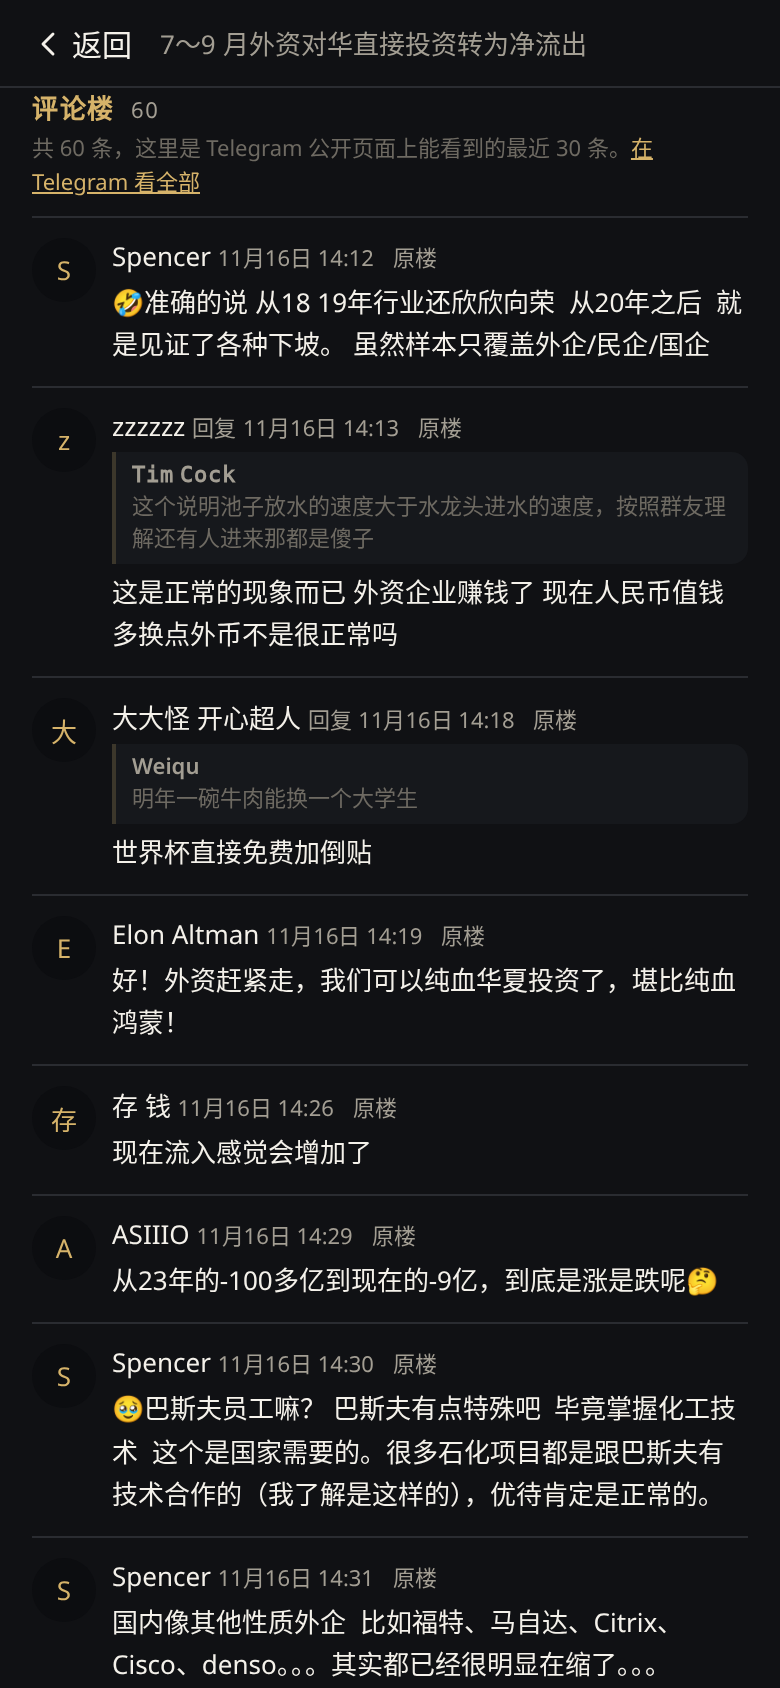 返回 7～9 月外资对华直接投资转为净流出
评论楼 60
共 60 条，这里是 Telegram 公开页面上能看到的最近 30 条。在
Telegram 看全部
S
Spencer 11月16日 14:12 原楼
🤣准确的说 从18 19年行业还欣欣向荣 从20年之后 就
是见证了各种下坡。 虽然样本只覆盖外企/民企/国企
z
zzzzzz 回复 11月16日 14:13 原楼
Tim Cock
这个说明池子放水的速度大于水龙头进水的速度，按照群友理
解还有人进来那都是傻子
这是正常的现象而已 外资企业赚钱了 现在人民币值钱
多换点外币不是很正常吗
大
大大怪 开心超人 回复 11月16日 14:18 原楼
Weiqu
明年一碗牛肉能换一个大学生
世界杯直接免费加倒贴
E
Elon Altman 11月16日 14:19 原楼
好！外资赶紧走，我们可以纯血华夏投资了，堪比纯血
鸿蒙！
存
存 钱 11月16日 14:26 原楼
现在流入感觉会增加了
A
ASIIIO 11月16日 14:29 原楼
从23年的-100多亿到现在的-9亿，到底是涨是跌呢🤔
S
Spencer 11月16日 14:30 原楼
🥹巴斯夫员工嘛？ 巴斯夫有点特殊吧 毕竟掌握化工技
术 这个是国家需要的。很多石化项目都是跟巴斯夫有
技术合作的（我了解是这样的），优待肯定是正常的。
S
Spencer 11月16日 14:31 原楼
国内像其他性质外企 比如福特、马自达、Citrix、
Cisco、denso。。。其实都已经很明显在缩了。。。